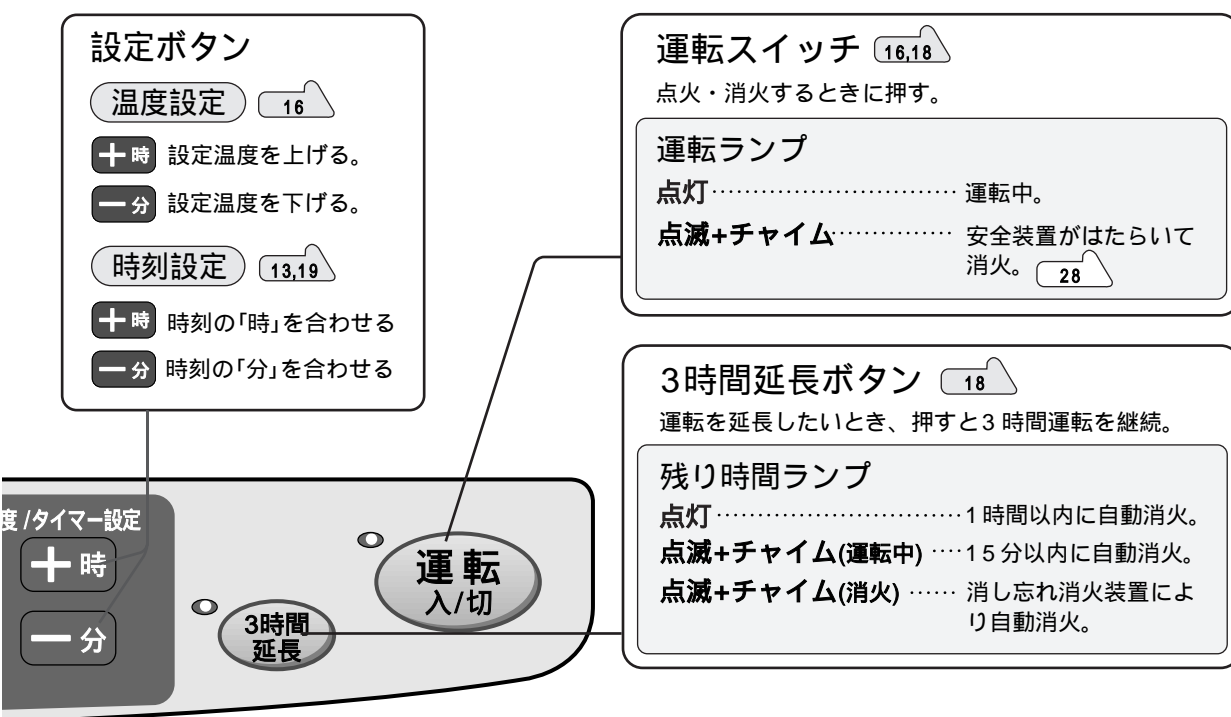 設定ボタン
温度設定 16
＋時 設定温度を上げる。
－分 設定温度を下げる。
時刻設定 13,19
＋時 時刻の｢時｣を合わせる
－分 時刻の｢分｣を合わせる
運転スイッチ 16,18
点火・消火するときに押す。
運転ランプ
点灯…………………………… 運転中。
点滅+チャイム…………… 安全装置がはたらいて
消火。 28
3時間延長ボタン 18
運転を延長したいとき、押すと3 時間運転を継続。
残り時間ランプ
点灯……………………………1 時間以内に自動消火。
点滅+チャイム(運転中) ….15 分以内に自動消火。
点滅+チャイム(消火) …… 消し忘れ消火装置によ
り自動消火。
度 /タイマー設定
＋時
－分
3時間
延長
運転
入/切